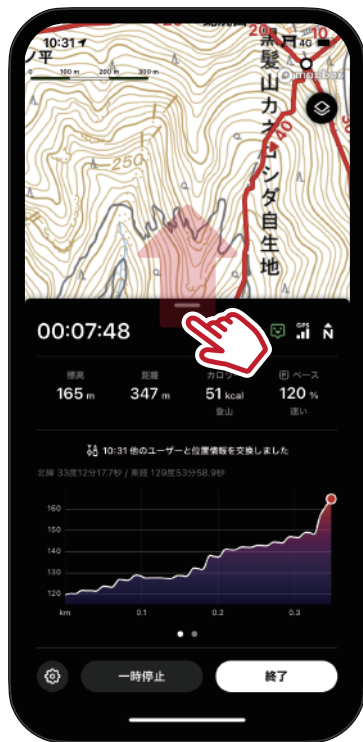 10:31
4G
ノ平
0 100 m 200 m 300 m
20
10
mapbox
黒髪山カネコシダ自生地
40
250
00:07:48
GPS
N
標高
距離
カロリ
P ペース
165 m
347 m
51 kcal
120 %
登山
速い
10:31 他のユーザーと位置情報を交換しました
北緯 33度12分17.7秒 / 東経 129度53分58.9秒
160
150
140
130
120
km
0.1
0.2
0.3
一時停止
終了